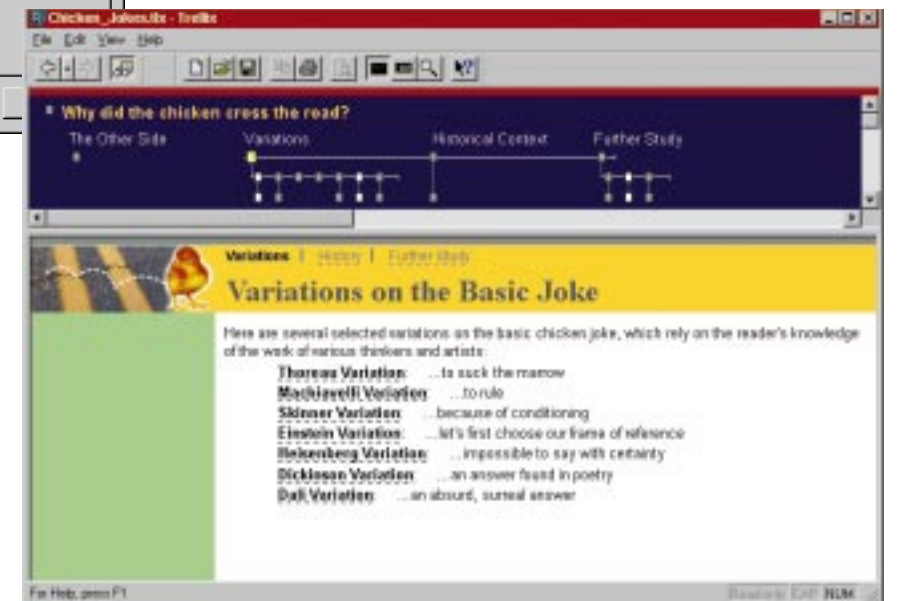 Chicken_Jokes.tlx - Trellix
File Edit View Help
Why did the chicken cross the road?
The Other Side Variations Historical Context Further Study
Variations | History | Further Study
Variations on the Basic Joke
Here are several selected variations on the basic chicken joke, which rely on the reader's knowledge
of the work of various thinkers and artists:
Thoreau Variation: ...to suck the marrow
Machiavelli Variation: ...to rule
Skinner Variation: ...because of conditioning
Einstein Variation: ...let's first choose our frame of reference
Heisenberg Variation: ...impossible to say with certainty
Dickinson Variation: ...an answer found in poetry
Dali Variation: ...an absurd, surreal answer
For Help, press F1 CAP NUM